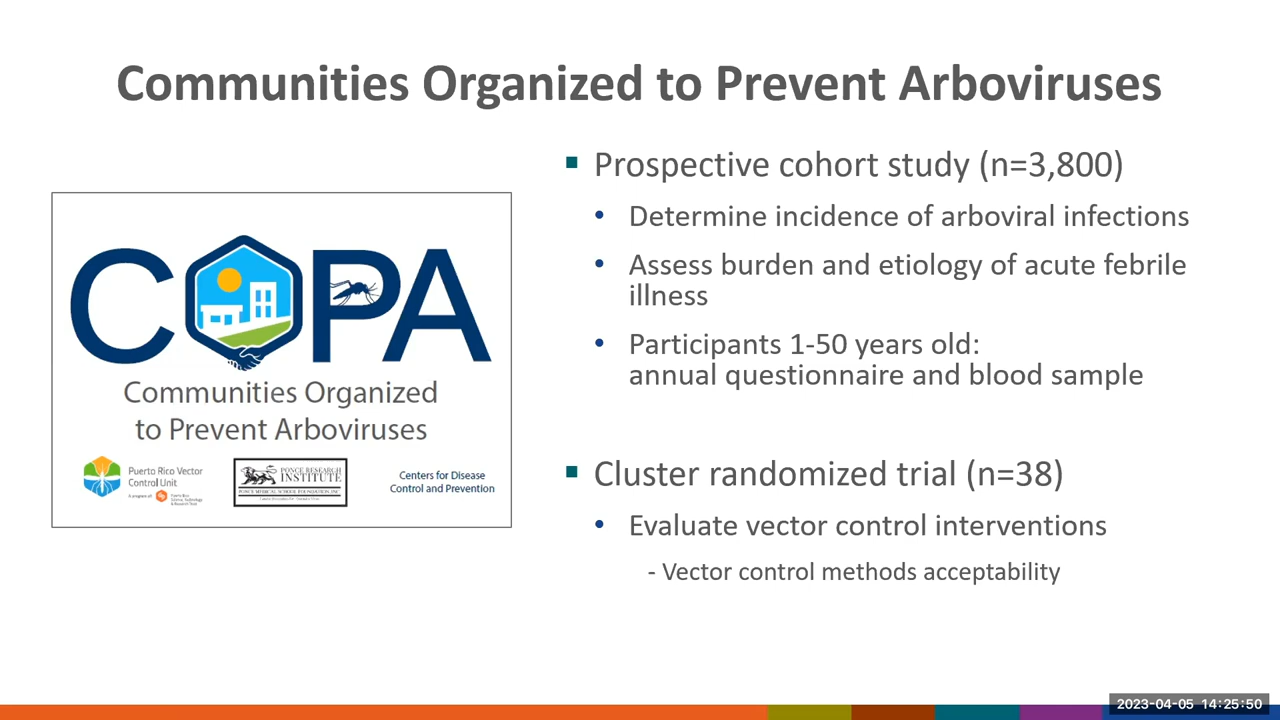 Communities Organized to Prevent Arboviruses
COPA
Communities Organized
to Prevent Arboviruses
Puerto Rico Vector
Control Unit
A program of
Puerto Rico
Science, Technology
& Research Trust
PONCE RESEARCH
INSTITUTE
PONCE MEDICAL SCHOOL FOUNDATION, INC.
Centers for Disease
Control and Prevention
▪ Prospective cohort study (n=3,800)
• Determine incidence of arboviral infections
• Assess burden and etiology of acute febrile
illness
• Participants 1-50 years old:
annual questionnaire and blood sample
▪ Cluster randomized trial (n=38)
• Evaluate vector control interventions
- Vector control methods acceptability
2023-04-05 14:25:50